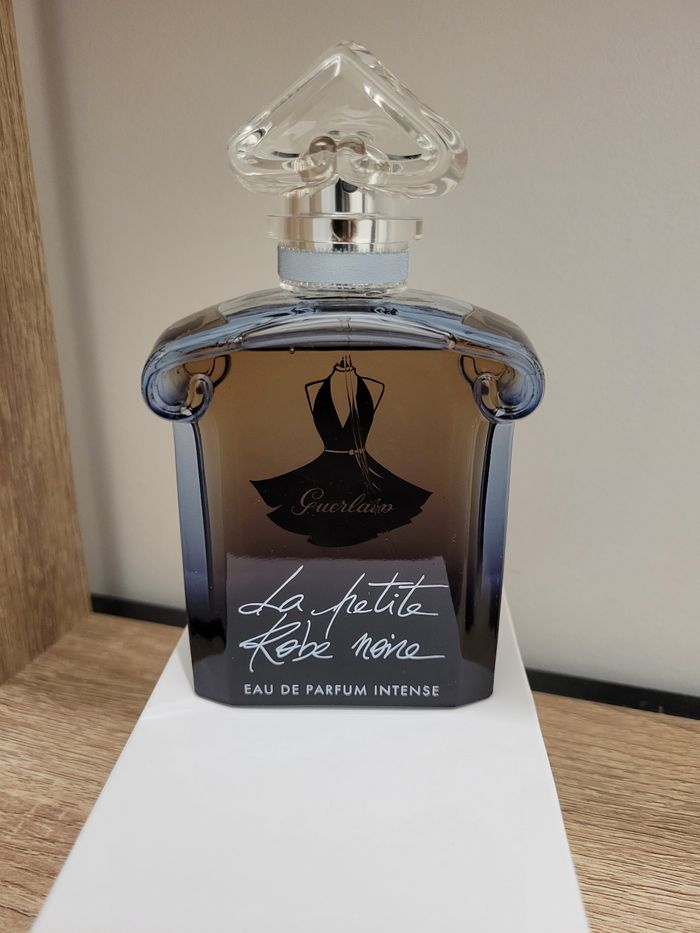 Guerlain
La petite
Robe noire
EAU DE PARFUM INTENSE